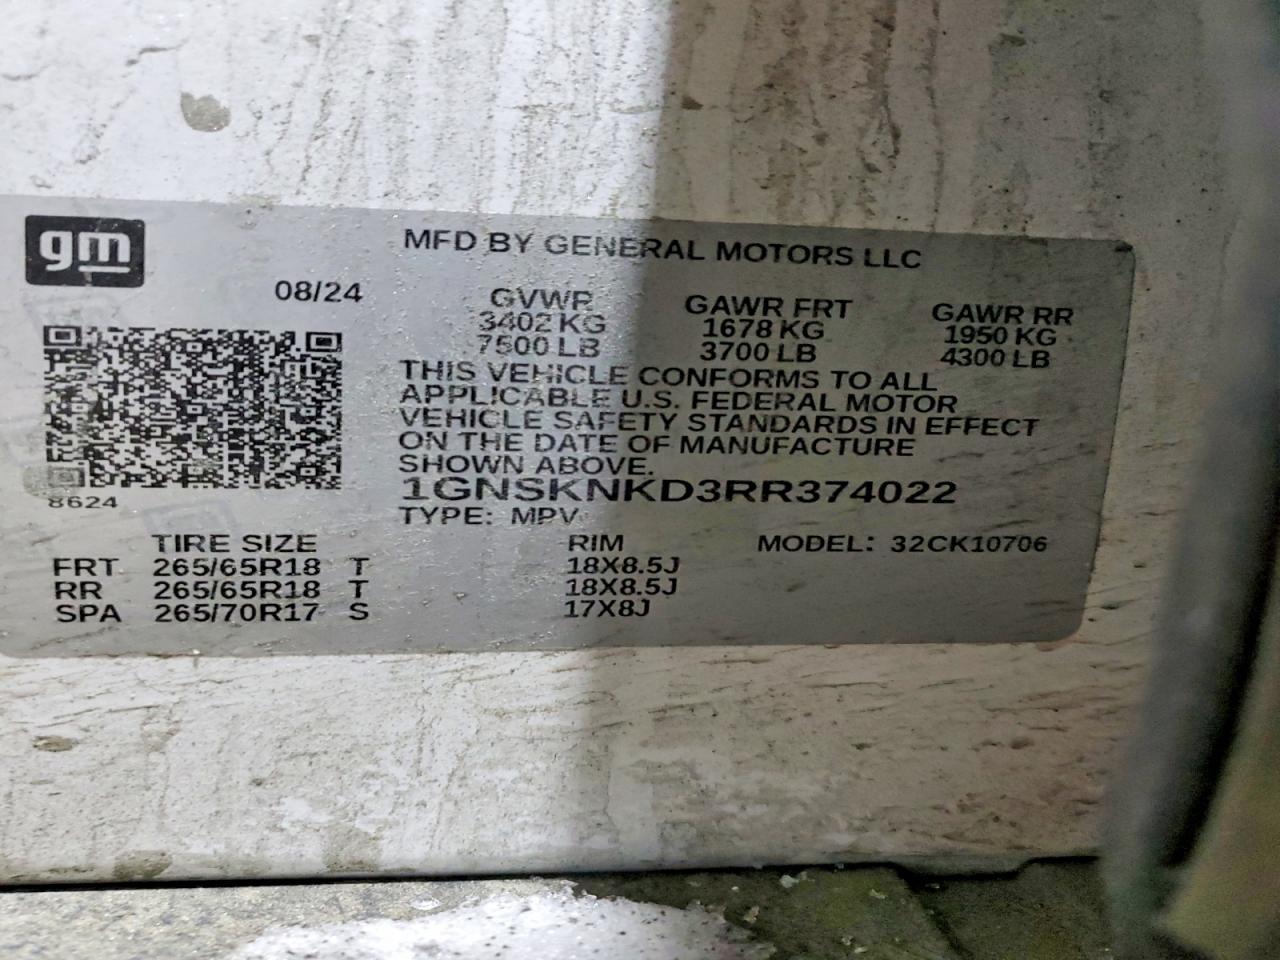 gm
MFD BY GENERAL MOTORS LLC
08/24
GVWR GAWR FRT GAWR RR
3402 KG 1678 KG 1950 KG
7500 LB 3700 LB 4300 LB
THIS VEHICLE CONFORMS TO ALL
APPLICABLE U.S. FEDERAL MOTOR
VEHICLE SAFETY STANDARDS IN EFFECT
ON THE DATE OF MANUFACTURE
SHOWN ABOVE.
8624
1GNSKNKD3RR374022
TYPE: MPV
TIRE SIZE RIM MODEL: 32CK10706
FRT 265/65R18 T 18X8.5J
RR 265/65R18 T 18X8.5J
SPA 265/70R17 S 17X8J